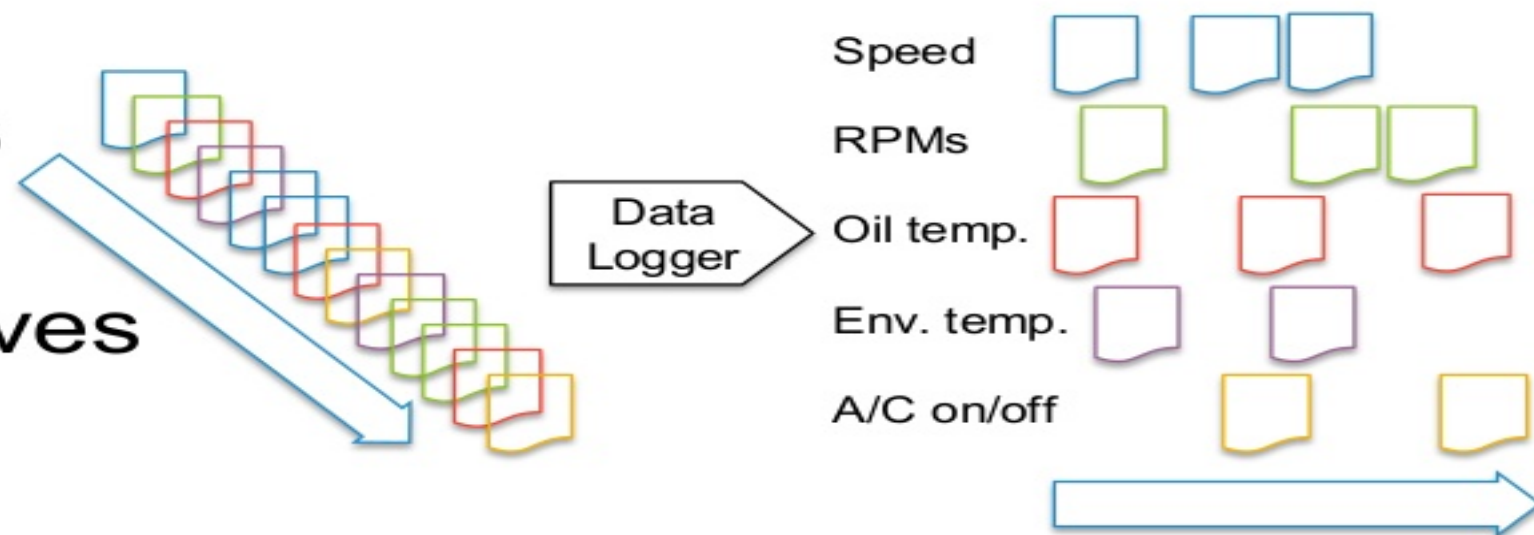 Speed
RPMs
Data
Logger
Oil temp.
ves
Env. temp.
A/C on/off